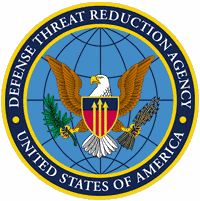 DEFENSE THREAT REDUCTION AGENCY
UNITED STATES OF AMERICA